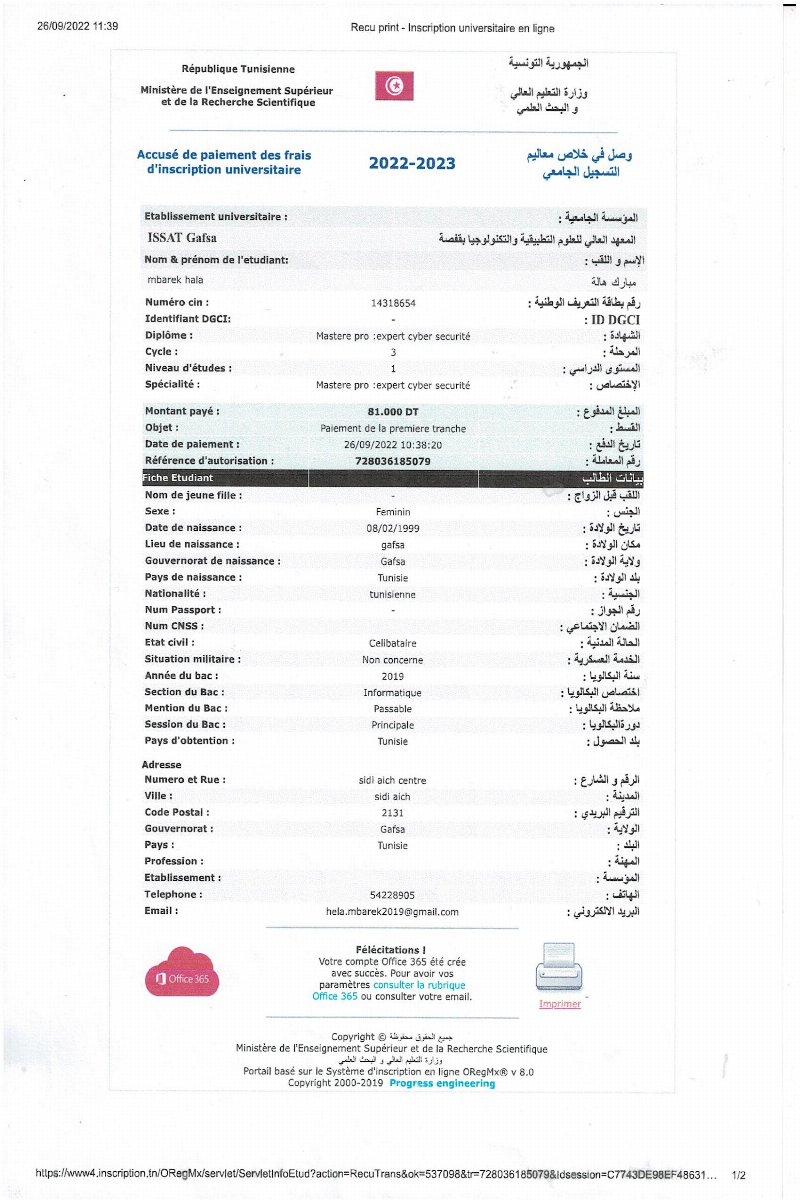 26/09/2022 11:39
Recu print - Inscription universitaire en ligne
République Tunisienne
الجمهورية التونسية
Ministère de l'Enseignement Supérieur
et de la Recherche Scientifique
وزارة التعليم العالي
و البحث العلمي
Accusé de paiement des frais
d'inscription universitaire
2022-2023
وصل في خلاص معاليم
التسجيل الجامعي
Etablissement universitaire :
المؤسسة الجامعية :
ISSAT Gafsa
المعهد العالي للعلوم التطبيقية والتكنولوجيا بقفصة
Nom & prénom de l'etudiant:
الإسم و اللقب :
mbarek hala
مبارك هالة
Numéro cin : 14318654 رقم بطاقة التعريف الوطنية :
Identifiant DGCI: - ID DGCI :
Diplôme : Mastere pro :expert cyber securité الشهادة :
Cycle : 3 المرحلة :
Niveau d'études : 1 المستوى الدراسي :
Spécialité : Mastere pro :expert cyber securité الإختصاص :
Montant payé : 81.000 DT المبلغ المدفوع :
Objet : Paiement de la premiere tranche القسط :
Date de paiement : 26/09/2022 10:38:20 تاريخ الدفع :
Référence d'autorisation : 728036185079 رقم المعاملة :
Fiche Etudiant بيانات الطالب
Nom de jeune fille : - اللقب قبل الزواج :
Sexe : Feminin الجنس :
Date de naissance : 08/02/1999 تاريخ الولادة :
Lieu de naissance : gafsa مكان الولادة :
Gouvernorat de naissance : Gafsa ولاية الولادة :
Pays de naissance : Tunisie بلد الولادة :
Nationalité : tunisienne الجنسية :
Num Passport : - رقم الجواز :
Num CNSS : الضمان الاجتماعي :
Etat civil : Celibataire الحالة المدنية :
Situation militaire : Non concerne الخدمة العسكرية :
Année du bac : 2019 سنة البكالوريا :
Section du Bac : Informatique اختصاص البكالوريا :
Mention du Bac : Passable ملاحظة البكالوريا :
Session du Bac : Principale دورة البكالوريا :
Pays d'obtention : Tunisie بلد الحصول :
Adresse
Numero et Rue : sidi aich centre الرقم و الشارع :
Ville : sidi aich المدينة :
Code Postal : 2131 الترقيم البريدي :
Gouvernorat : Gafsa الولاية :
Pays : Tunisie البلد :
Profession : المهنة :
Etablissement : المؤسسة :
Telephone : 54228905 الهاتف :
Email : hela.mbarek2019@gmail.com البريد الالكتروني :
Office 365
Félécitations !
Votre compte Office 365 été crée
avec succès. Pour avoir vos
paramètres consulter la rubrique
Office 365 ou consulter votre email.
Imprimer
Copyright © جميع الحقوق محفوظة
Ministère de l'Enseignement Supérieur et de la Recherche Scientifique
وزارة التعليم العالي و البحث العلمي
Portail basé sur le Système d'inscription en ligne ORegMx® v 8.0
Copyright 2000-2019 Progress engineering
https://www4.inscription.tn/ORegMx/servlet/ServletInfoEtud?action=RecuTrans&ok=537098&tr=728036185079&Idsession=C7743DE98EF48631... 1/2